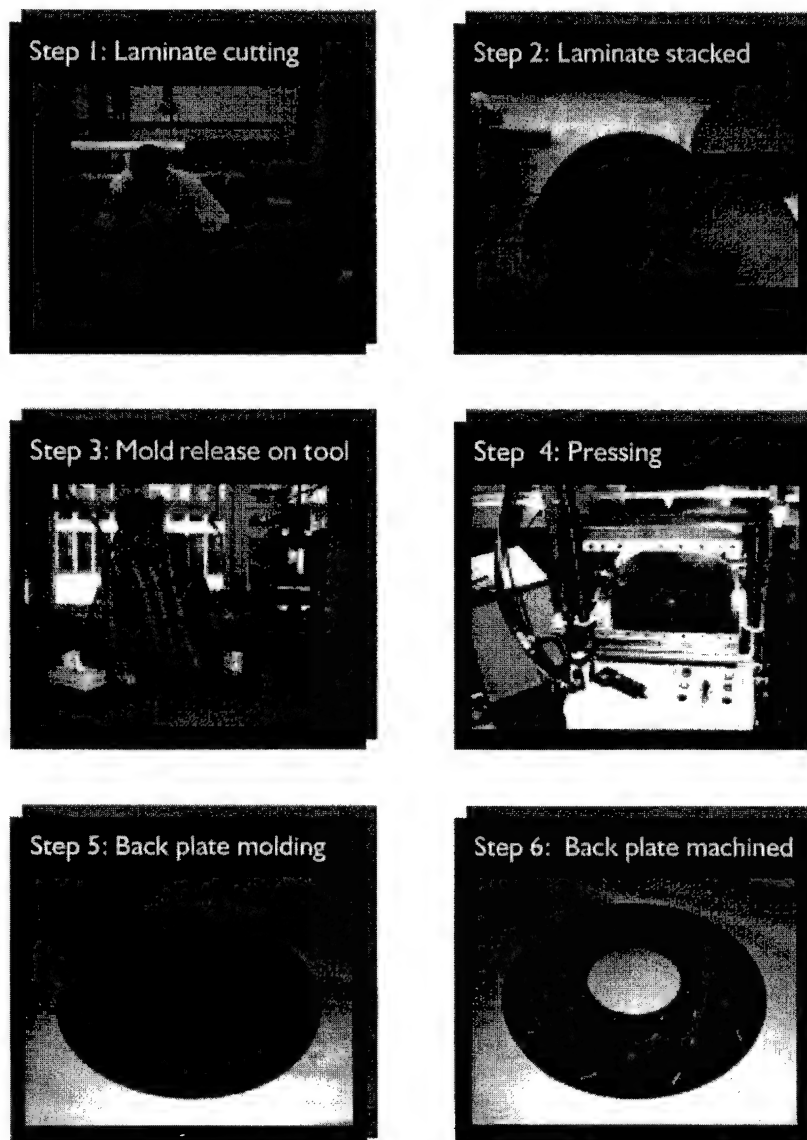 Step 1: Laminate cutting
Step 2: Laminate stacked
Step 3: Mold release on tool
Step 4: Pressing
Step 5: Back plate molding
Step 6: Back plate machined